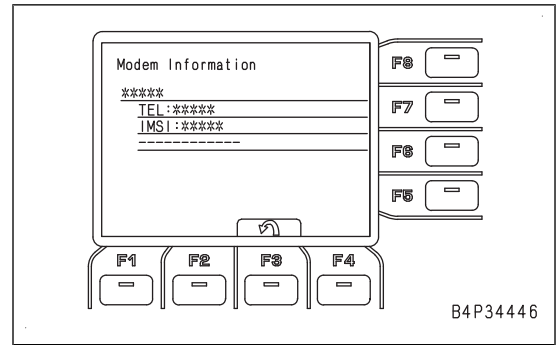 Modem Information
*****
TEL:*****
IMSI:*****
------------
F8
F7
F6
F5
F1 F2 F3 F4
B4P34446